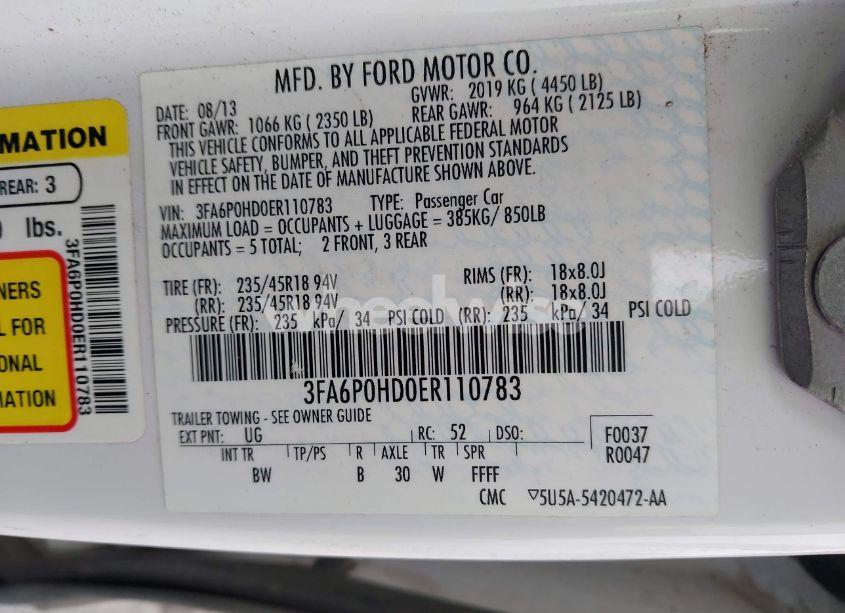 MFD. BY FORD MOTOR CO.
DATE: 08/13 GVWR: 2019 KG ( 4450 LB)
FRONT GAWR: 1066 KG ( 2350 LB) REAR GAWR: 964 KG ( 2125 LB)
THIS VEHICLE CONFORMS TO ALL APPLICABLE FEDERAL MOTOR
VEHICLE SAFETY, BUMPER, AND THEFT PREVENTION STANDARDS
IN EFFECT ON THE DATE OF MANUFACTURE SHOWN ABOVE.
VIN: 3FA6P0HD0ER110783 TYPE: Passenger Car
MAXIMUM LOAD = OCCUPANTS + LUGGAGE = 385KG/ 850LB
OCCUPANTS = 5 TOTAL; 2 FRONT, 3 REAR
TIRE (FR): 235/45R18 94V RIMS (FR): 18x8.0J
(RR): 235/45R18 94V (RR): 18x8.0J
PRESSURE (FR): 235 kPa/ 34 PSI COLD (RR): 235 kPa/ 34 PSI COLD
3FA6P0HD0ER110783
TRAILER TOWING - SEE OWNER GUIDE
EXT PNT: UG RC: 52 DSO: F0037
INT TR TP/PS R AXLE TR SPR R0047
BW B 30 W FFFF
CMC ▽5U5A-5420472-AA
MATION
REAR: 3
lbs.
3FA6P0HD0ER110783
NERS
L FOR
ONAL
MATION